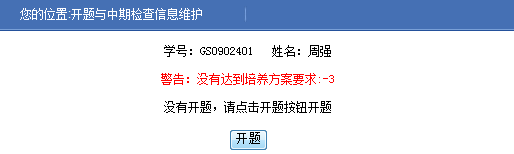 您的位置:开题与中期检查信息维护
学号：GS0902401 姓名：周强
警告：没有达到培养方案要求:-3
没有开题，请点击开题按钮开题
开题